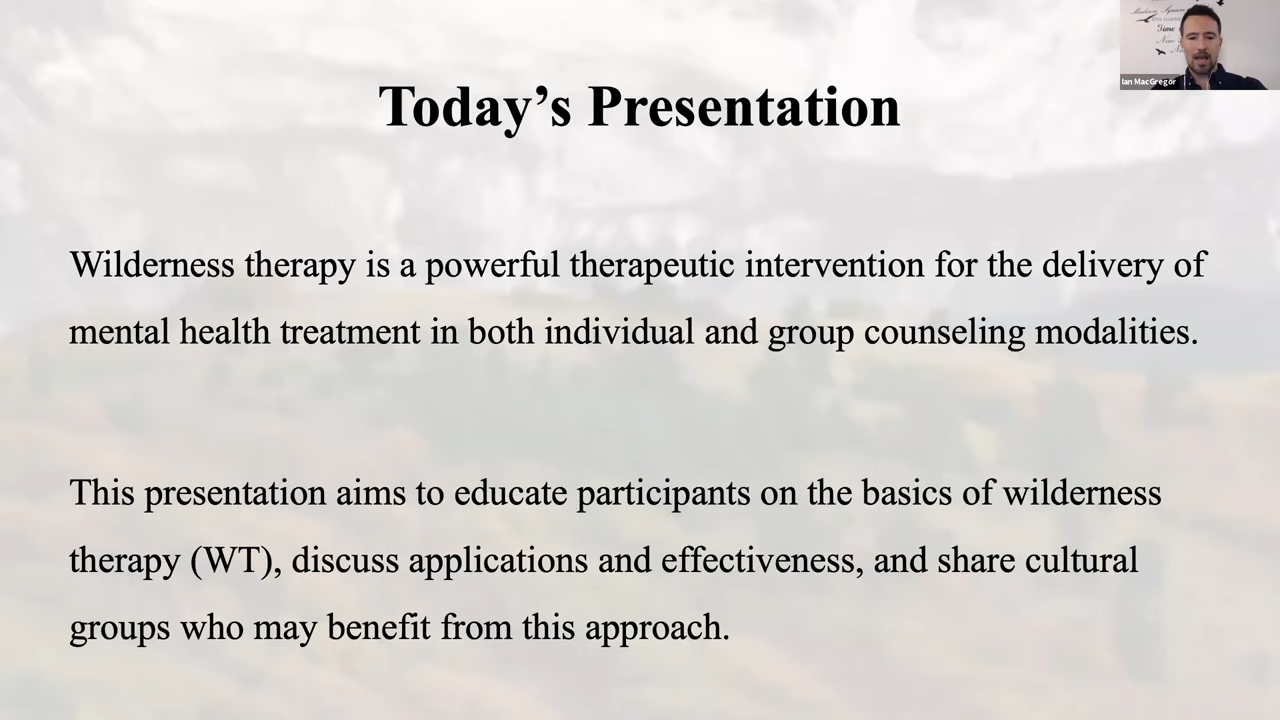 Today’s Presentation
Ian MacGregor
Wilderness therapy is a powerful therapeutic intervention for the delivery of
mental health treatment in both individual and group counseling modalities.
This presentation aims to educate participants on the basics of wilderness
therapy (WT), discuss applications and effectiveness, and share cultural
groups who may benefit from this approach.